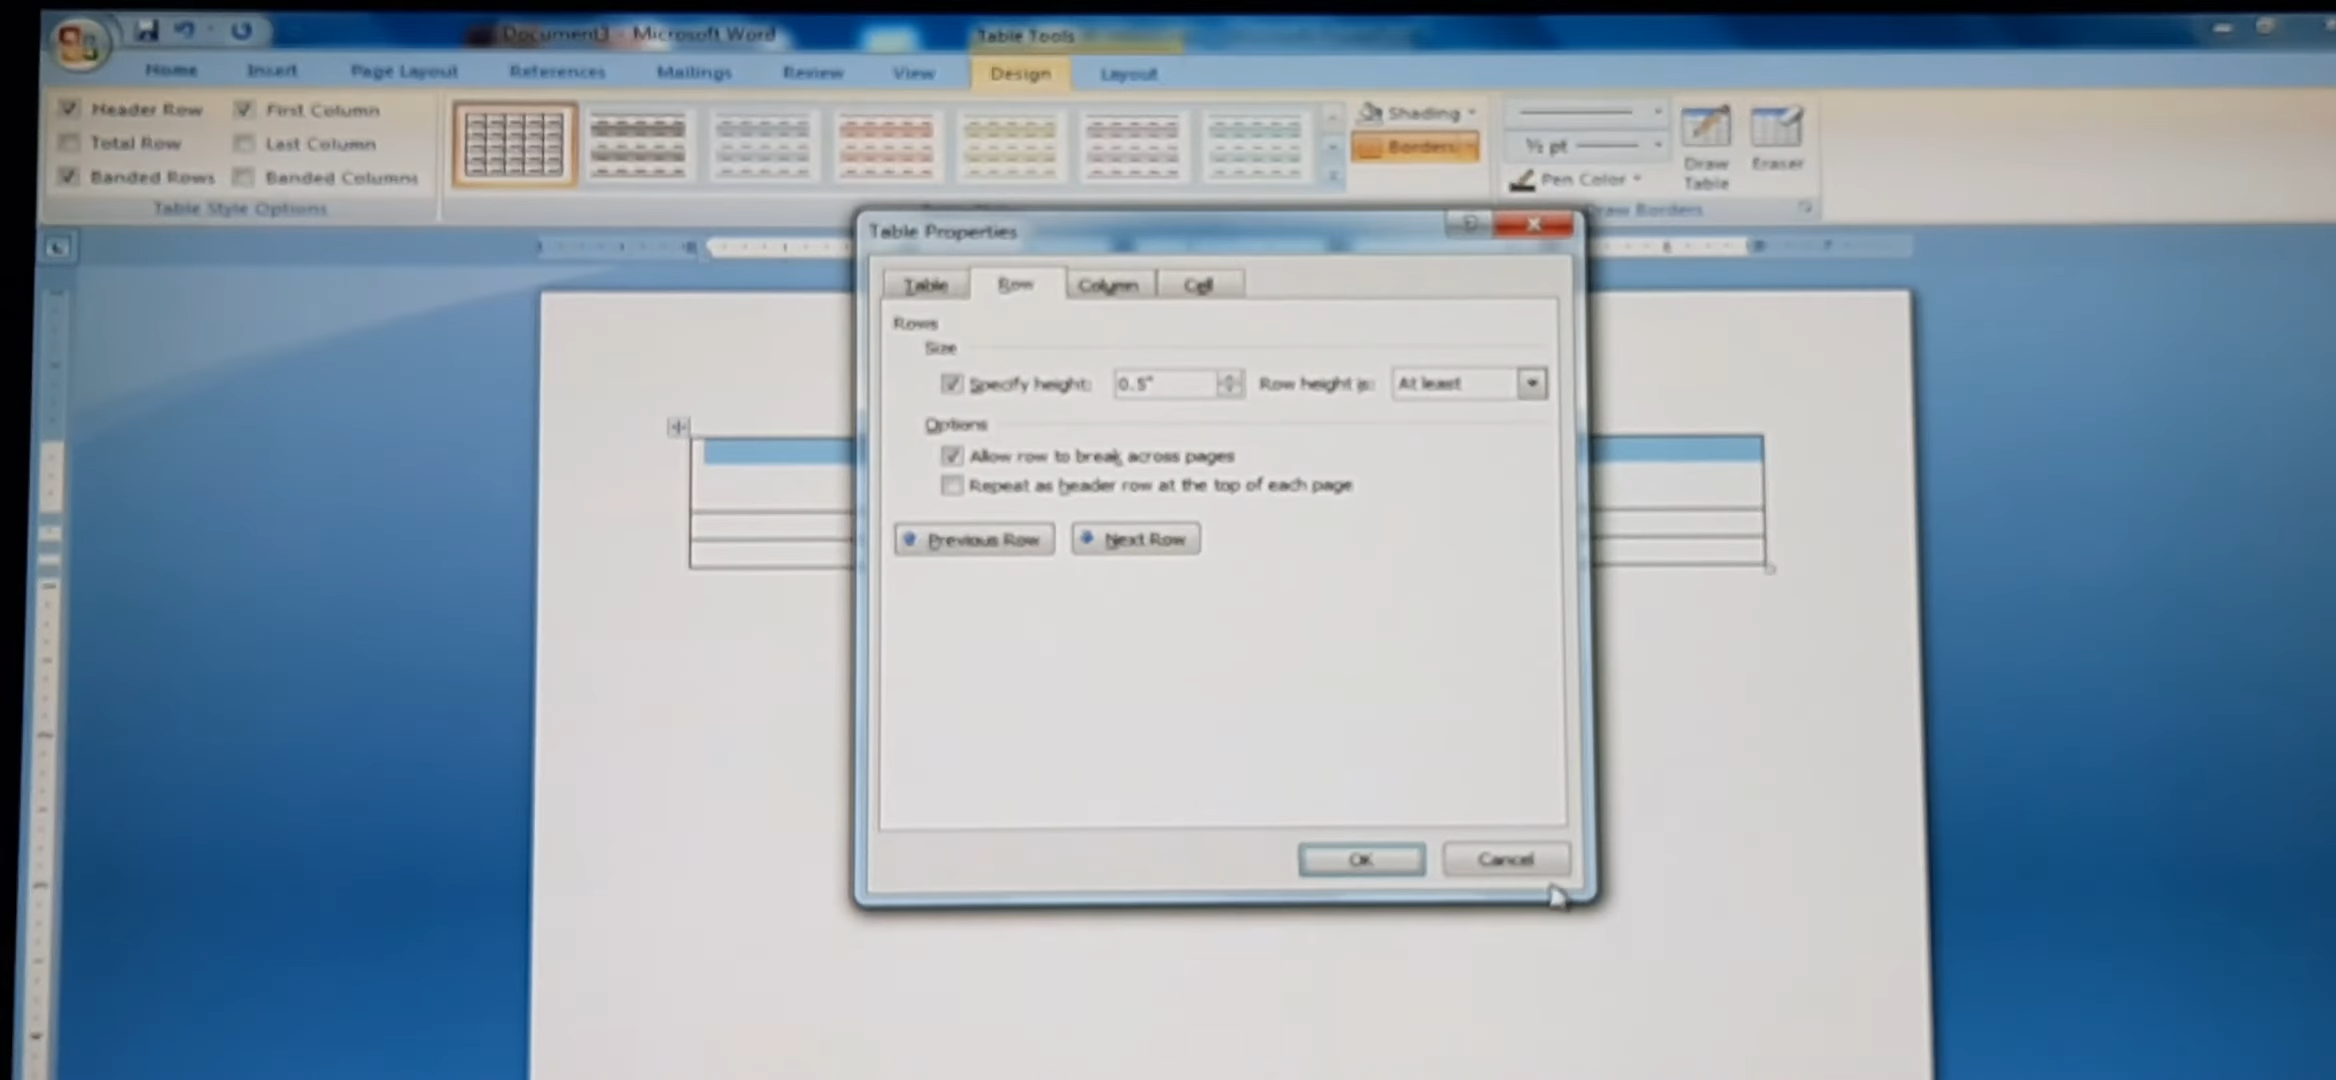 Document3 - Microsoft Word
Table Tools
Home Insert Page Layout References Mailings Review View Design Layout
Header Row First Column
Total Row Last Column
Banded Rows Banded Columns
Table Style Options
Shading
Borders
½ pt
Pen Color
Draw Table
Eraser
Draw Borders
Table Properties
Table Row Column Cell
Rows
Size
Specify height: 0.5" Row height is: At least
Options
Allow row to break across pages
Repeat as header row at the top of each page
Previous Row Next Row
OK Cancel